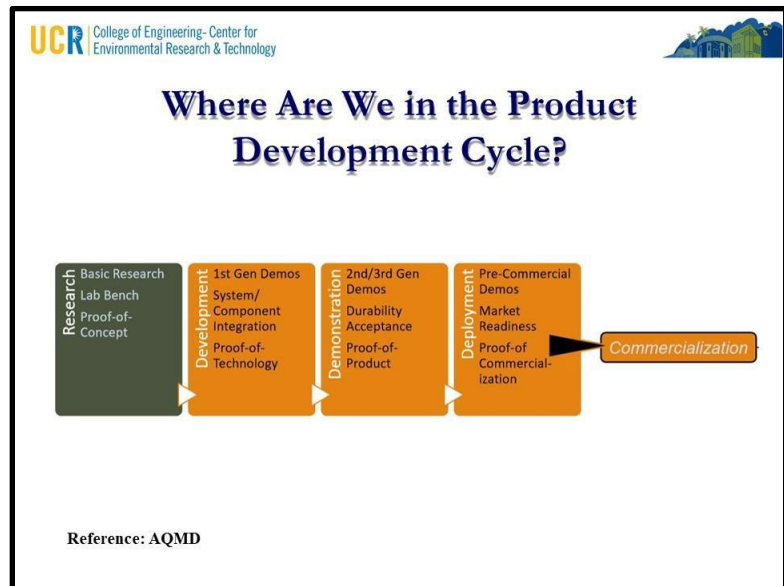 UCR College of Engineering- Center for
Environmental Research & Technology
Where Are We in the Product
Development Cycle?
Research
Basic Research
Lab Bench
Proof-of-
Concept
Development
1st Gen Demos
System/
Component
Integration
Proof-of-
Technology
Demonstration
2nd/3rd Gen
Demos
Durability
Acceptance
Proof-of-
Product
Deployment
Pre-Commercial
Demos
Market
Readiness
Proof-of
Commercial-
ization
Commercialization
Reference: AQMD